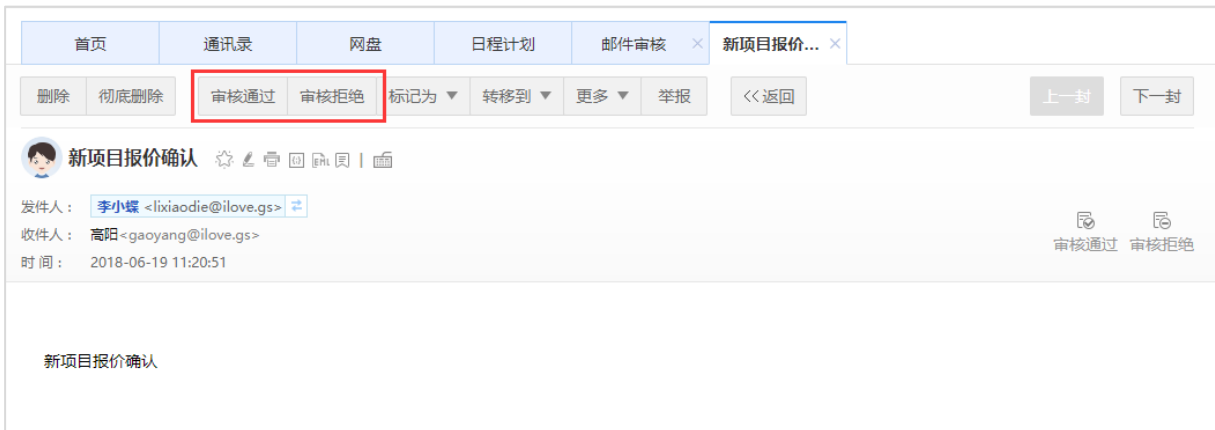 首页 通讯录 网盘 日程计划 邮件审核 × 新项目报价... ×
删除 彻底删除 审核通过 审核拒绝 标记为 ▼ 转移到 ▼ 更多 ▼ 举报 <<返回 上一封 下一封
新项目报价确认
发件人： 李小蝶 <lixiaodie@ilove.gs>
收件人： 高阳<gaoyang@ilove.gs>
时 间： 2018-06-19 11:20:51
审核通过 审核拒绝
新项目报价确认